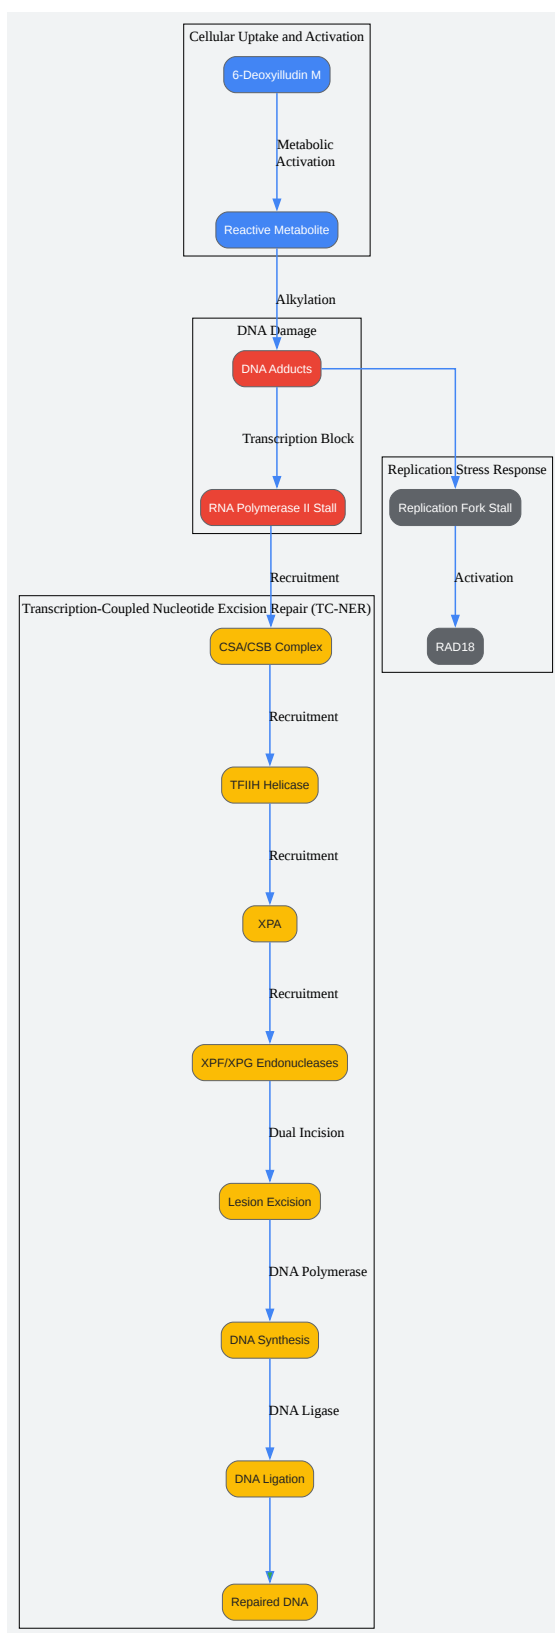 Cellular Uptake and Activation
6-Deoxyilludin M
Metabolic
Activation
Reactive Metabolite
Alkylation
DNA Damage
DNA Adducts
Transcription Block
RNA Polymerase II Stall
Replication Stress Response
Replication Fork Stall
Activation
RAD18
Recruitment
Transcription-Coupled Nucleotide Excision Repair (TC-NER)
CSA/CSB Complex
Recruitment
TFIIH Helicase
Recruitment
XPA
Recruitment
XPF/XPG Endonucleases
Dual Incision
Lesion Excision
DNA Polymerase
DNA Synthesis
DNA Ligase
DNA Ligation
Repaired DNA